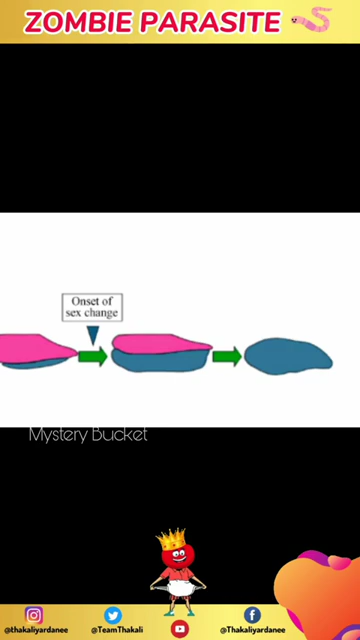 ZOMBIE PARASITE
Onset of
sex change
Mystery Bucket
@thakaliyardanee
@TeamThakali
@Thakaliyardanee